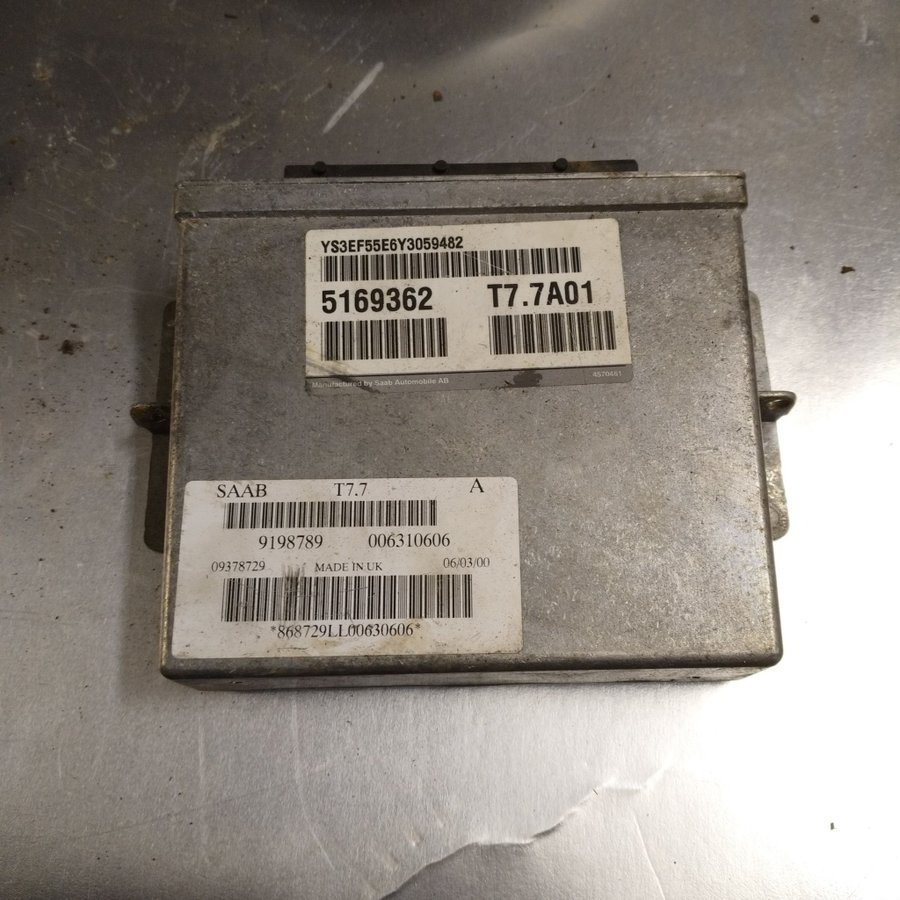 YS3EF55E6Y3059482
5169362 T7.7A01
Manufactured by Saab Automobile AB 4570461
SAAB T7.7 A
9198789 006310606
09378729 MADE IN UK 06/03/00
*868729LL00630606*